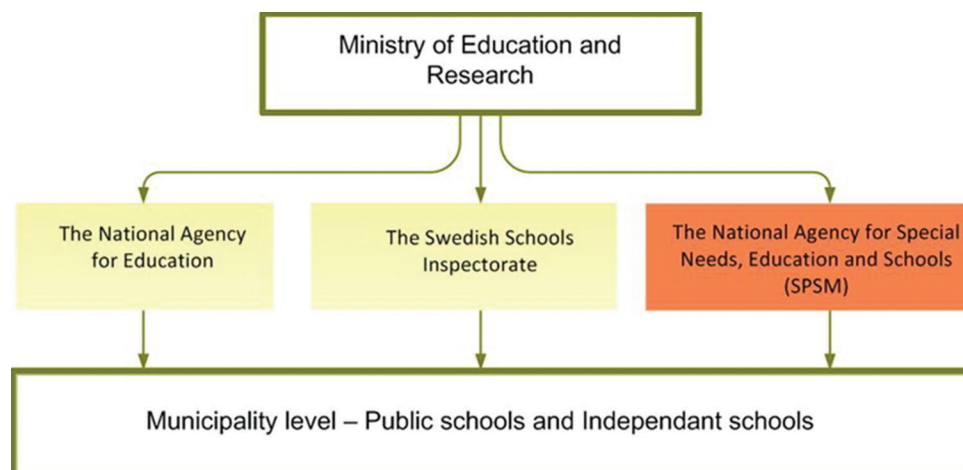 Ministry of Education and
Research
The National Agency
for Education
The Swedish Schools
Inspectorate
The National Agency for Special
Needs, Education and Schools
(SPSM)
Municipality level – Public schools and Independant schools